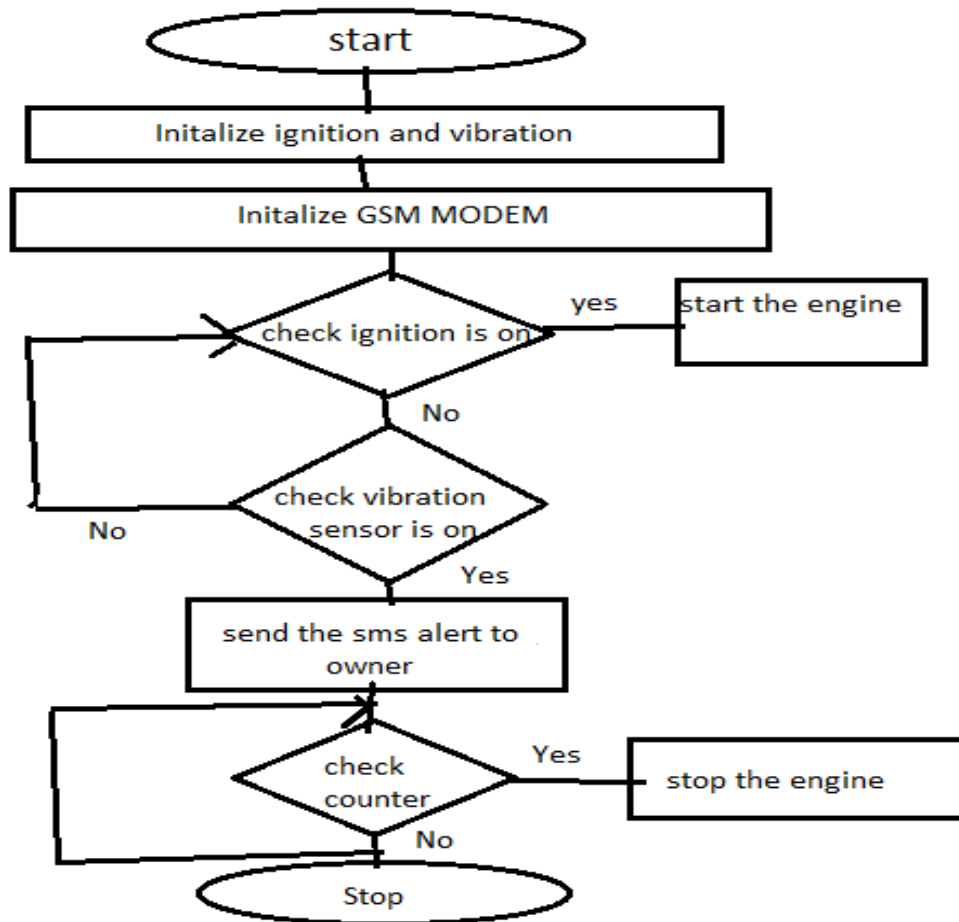 start
Initalize ignition and vibration
Initalize GSM MODEM
check ignition is on
yes
start the engine
No
check vibration
sensor is on
No
Yes
send the sms alert to
owner
check
counter
Yes
stop the engine
No
Stop